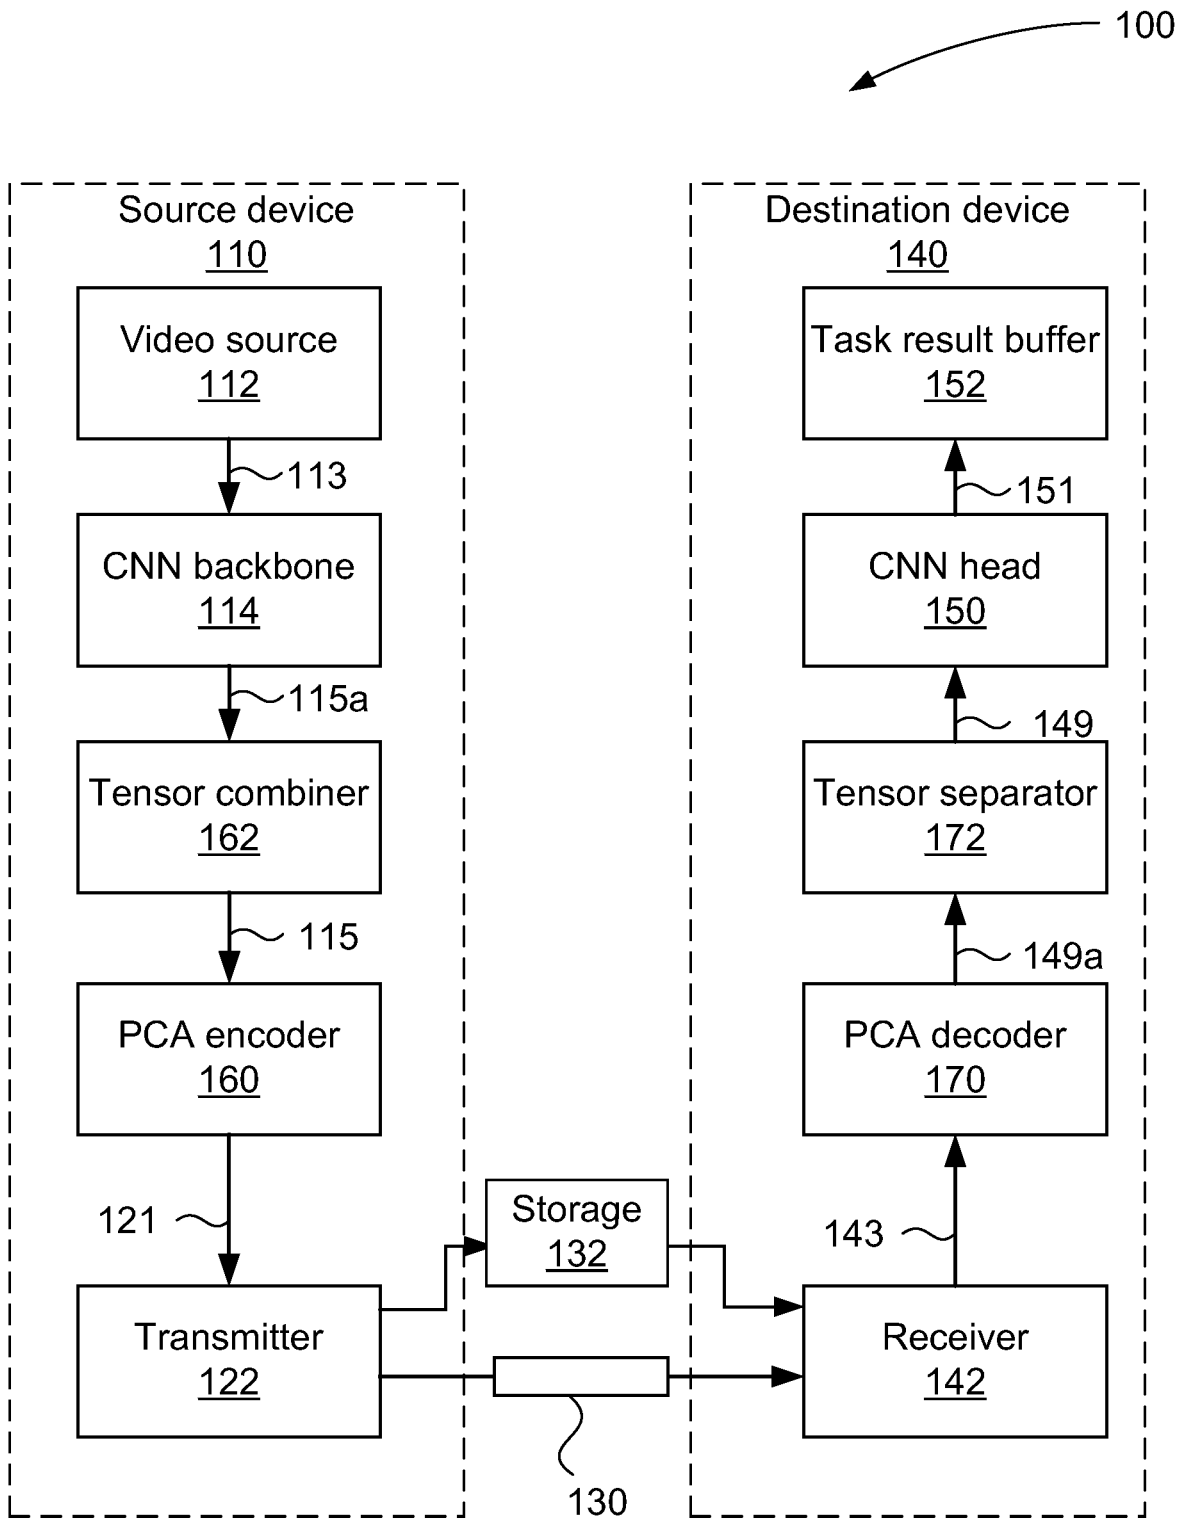 100
Source device
110
Video source
112
113
CNN backbone
114
115a
Tensor combiner
162
115
PCA encoder
160
121
Transmitter
122
Storage
132
130
Destination device
140
Task result buffer
152
151
CNN head
150
149
Tensor separator
172
149a
PCA decoder
170
143
Receiver
142